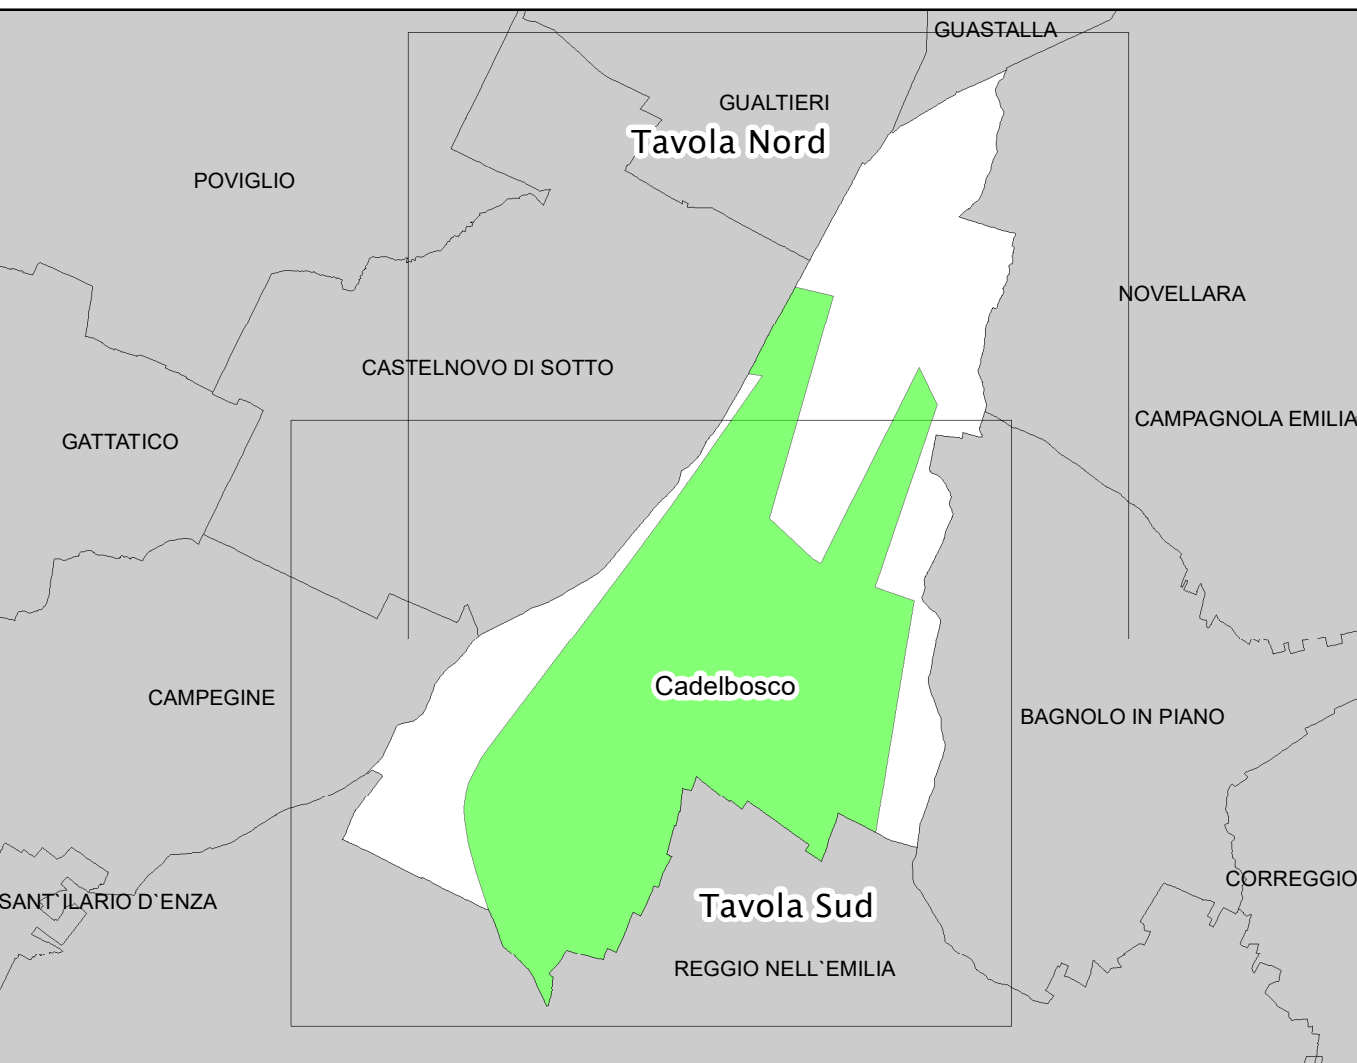 GUASTALLA
GUALTIERI
Tavola Nord
POVIGLIO
NOVELLARA
CASTELNOVO DI SOTTO
CAMPAGNOLA EMILIA
GATTATICO
Cadelbosco
CAMPEGINE
BAGNOLO IN PIANO
CORREGGIO
SANT`ILARIO D`ENZA
Tavola Sud
REGGIO NELL`EMILIA